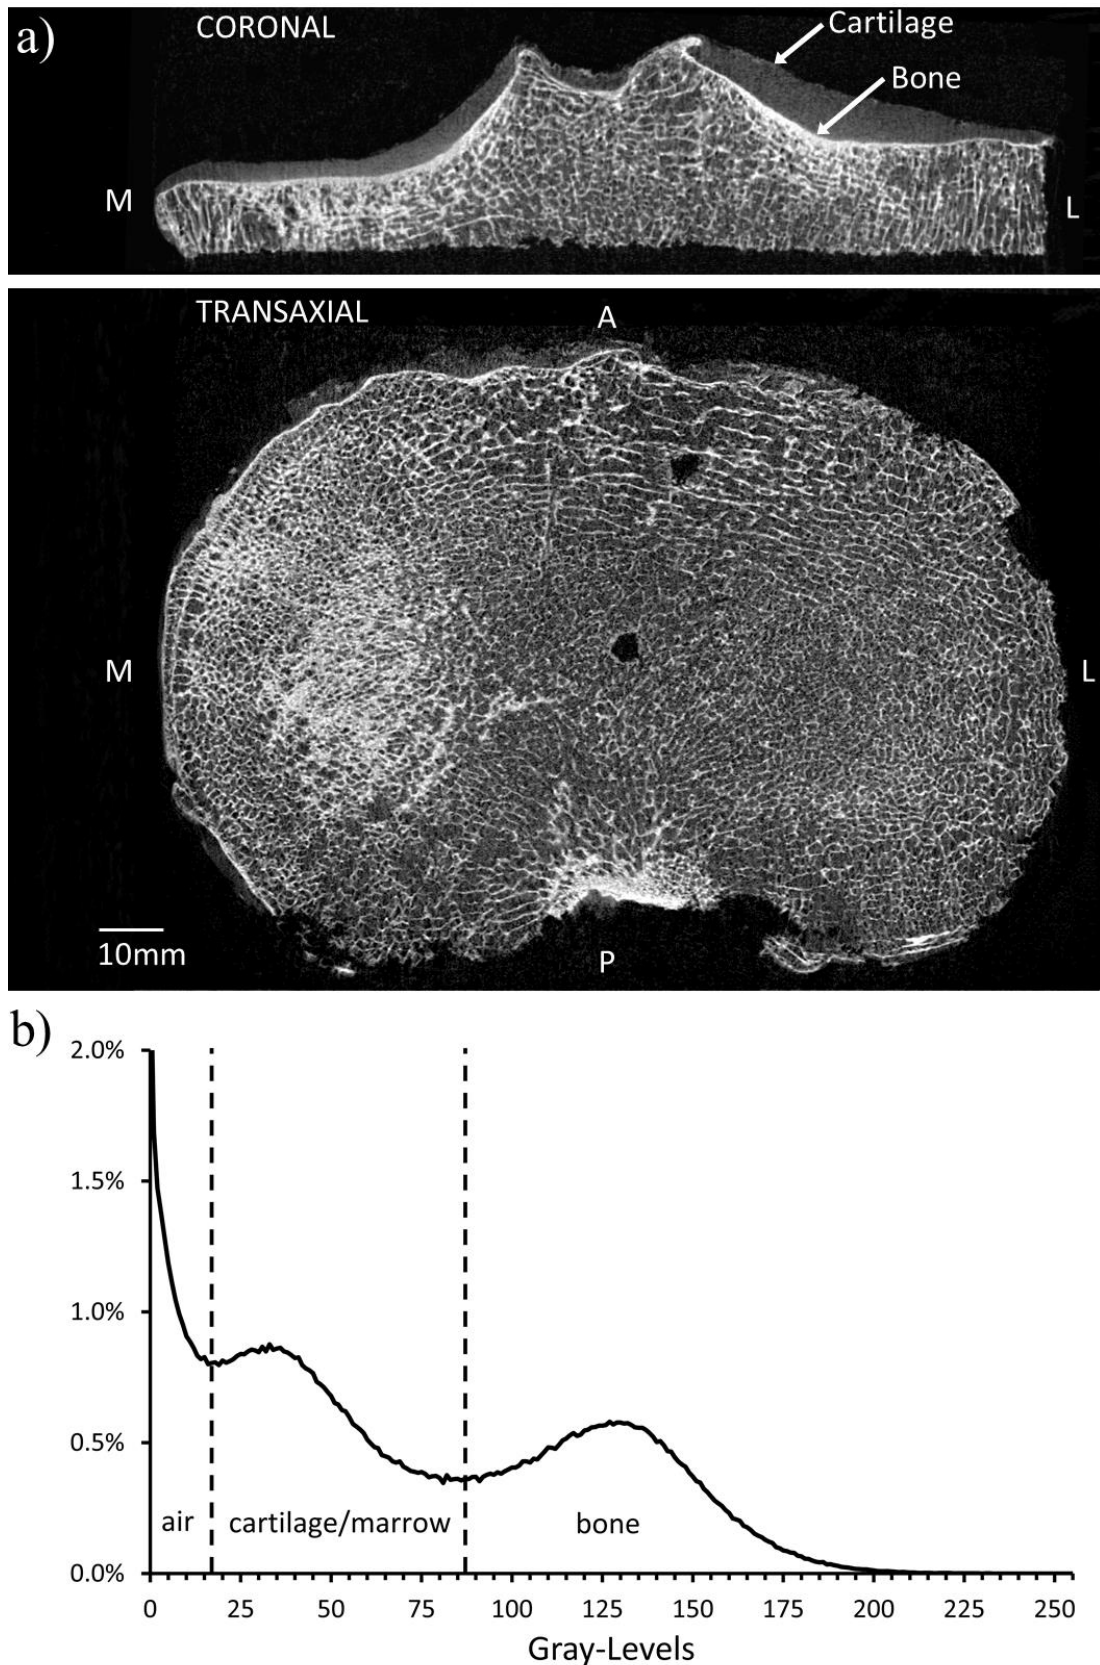 a)
CORONAL
Cartilage
Bone
M
L
TRANSAXIAL
A
M
L
10mm
P
b)
2.0%
1.5%
1.0%
0.5%
0.0%
air
cartilage/marrow
bone
0 25 50 75 100 125 150 175 200 225 250
Gray-Levels